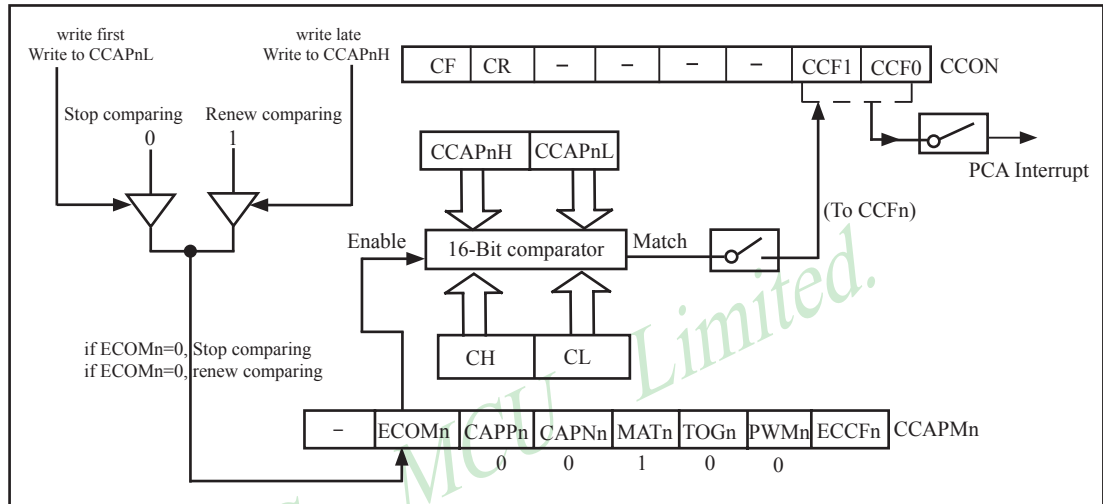 write first
Write to CCAPnL
write late
Write to CCAPnH
CF CR – – – – CCF1 CCF0 CCON
Stop comparing
0
Renew comparing
1
CCAPnH CCAPnL
PCA Interrupt
(To CCFn)
Enable
16-Bit comparator
Match
CH CL
if ECOMn=0, Stop comparing
if ECOMn=0, renew comparing
– ECOMn CAPPn CAPNn MATn TOGn PWMn ECCFn CCAPMn
0 0 1 0 0
MCU Limited.